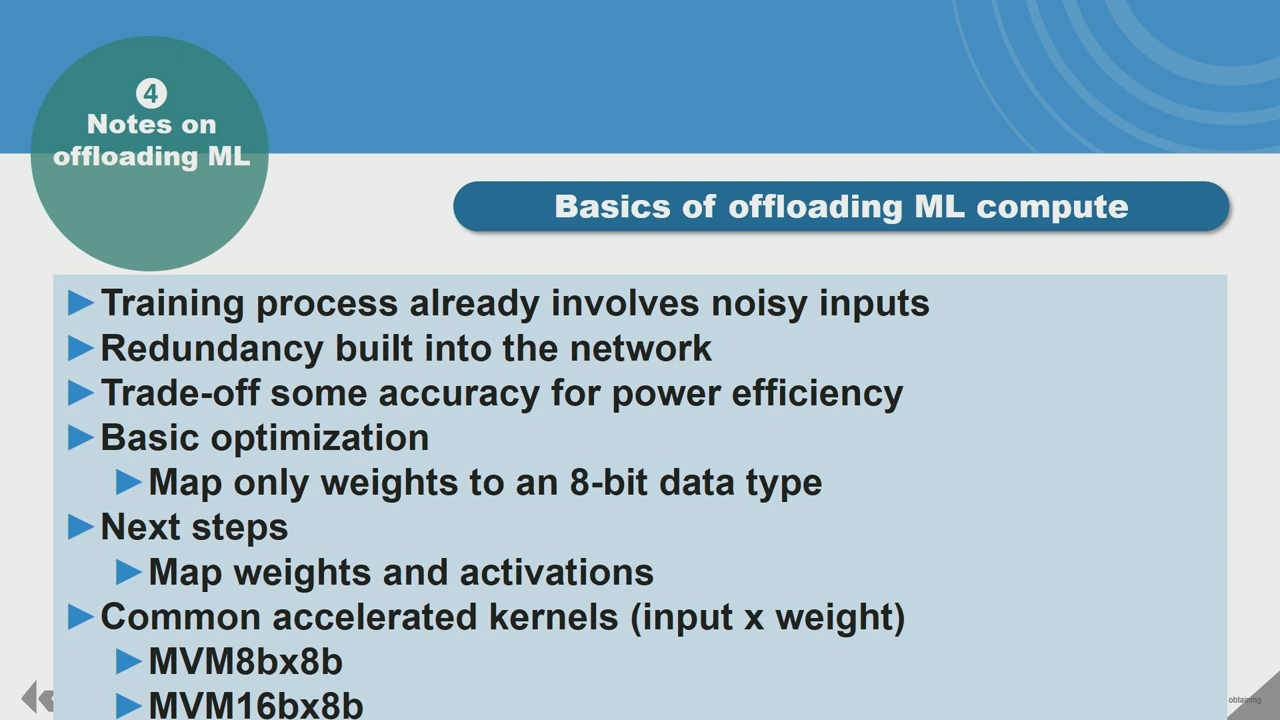 4
Notes on
offloading ML
Basics of offloading ML compute
Training process already involves noisy inputs
Redundancy built into the network
Trade-off some accuracy for power efficiency
Basic optimization
Map only weights to an 8-bit data type
Next steps
Map weights and activations
Common accelerated kernels (input x weight)
MVM8bx8b
MVM16bx8b
obtaining